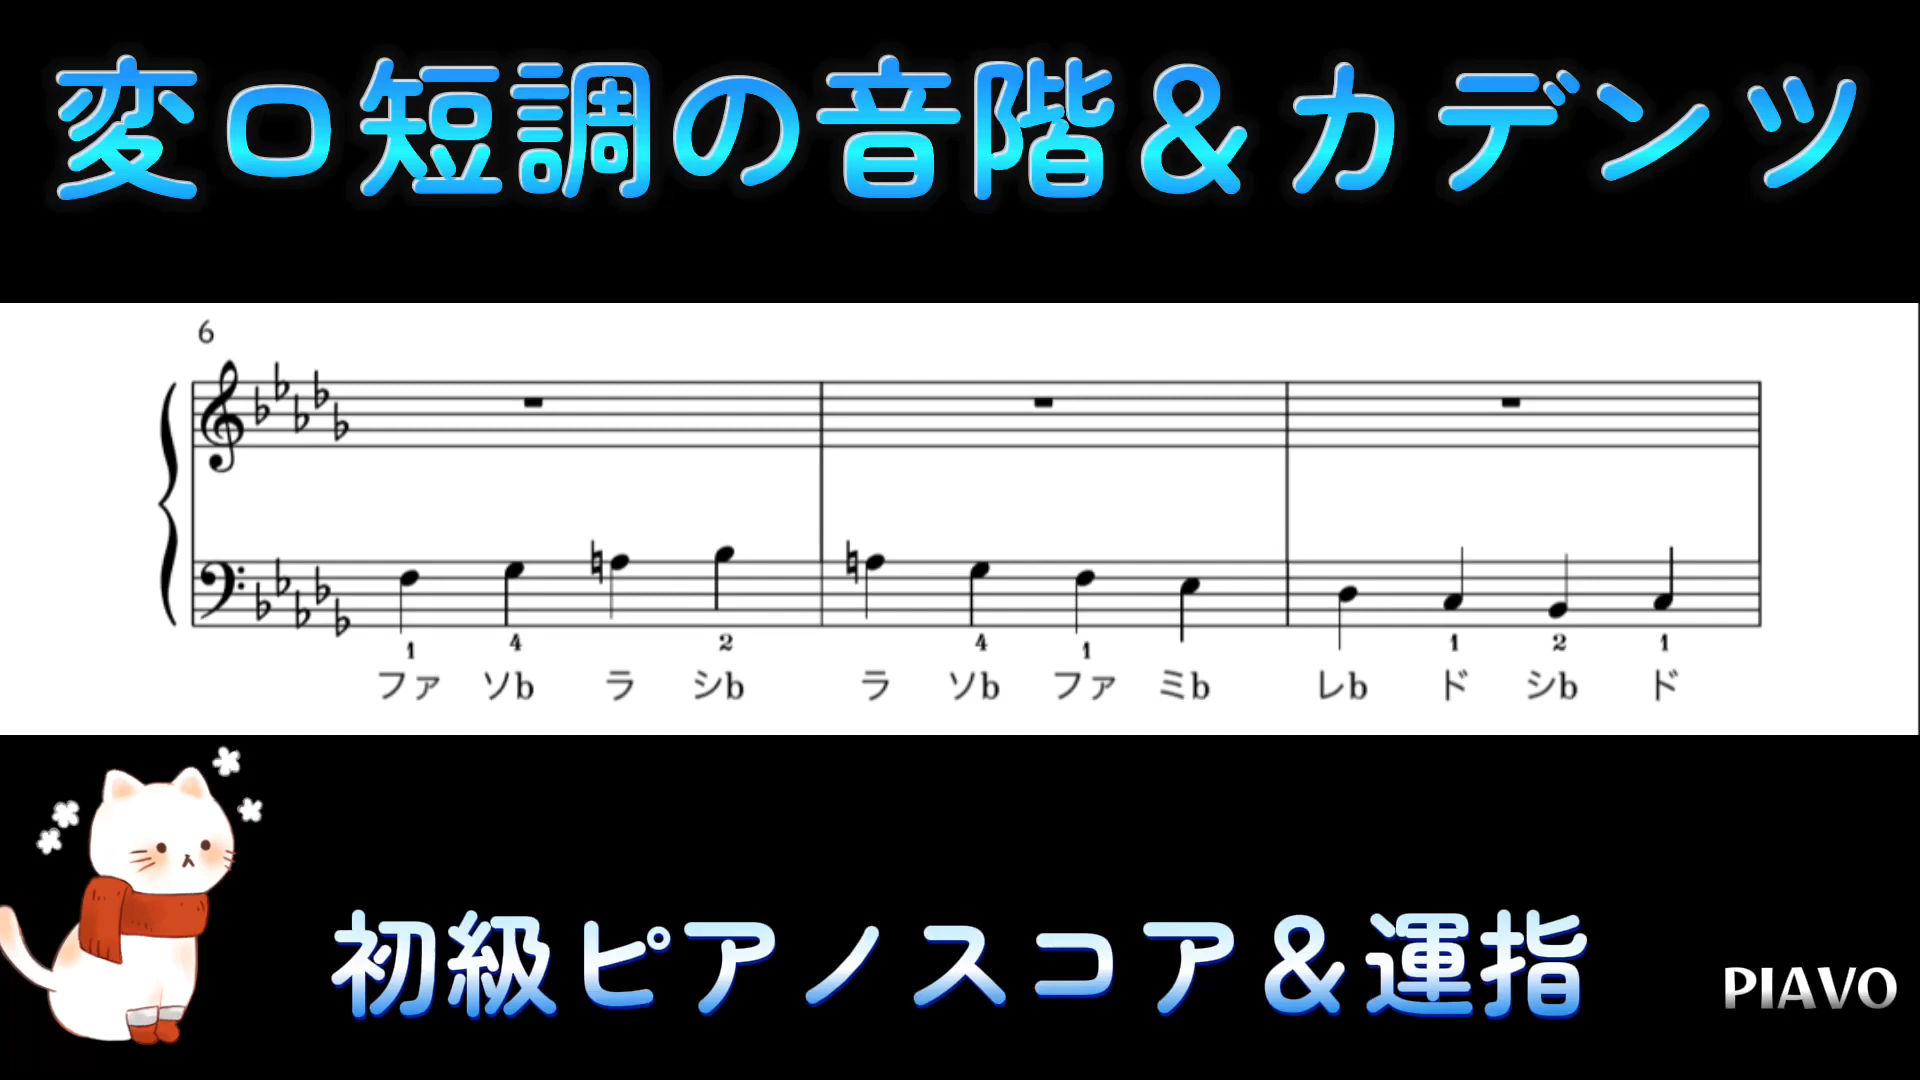 変ロ短調の音階＆カデンツ
6
1 4 2 4 1 1 2 1
ファ ソb ラ シb ラ ソb ファ ミb レb ド シb ド
初級ピアノスコア＆運指
PIAVO